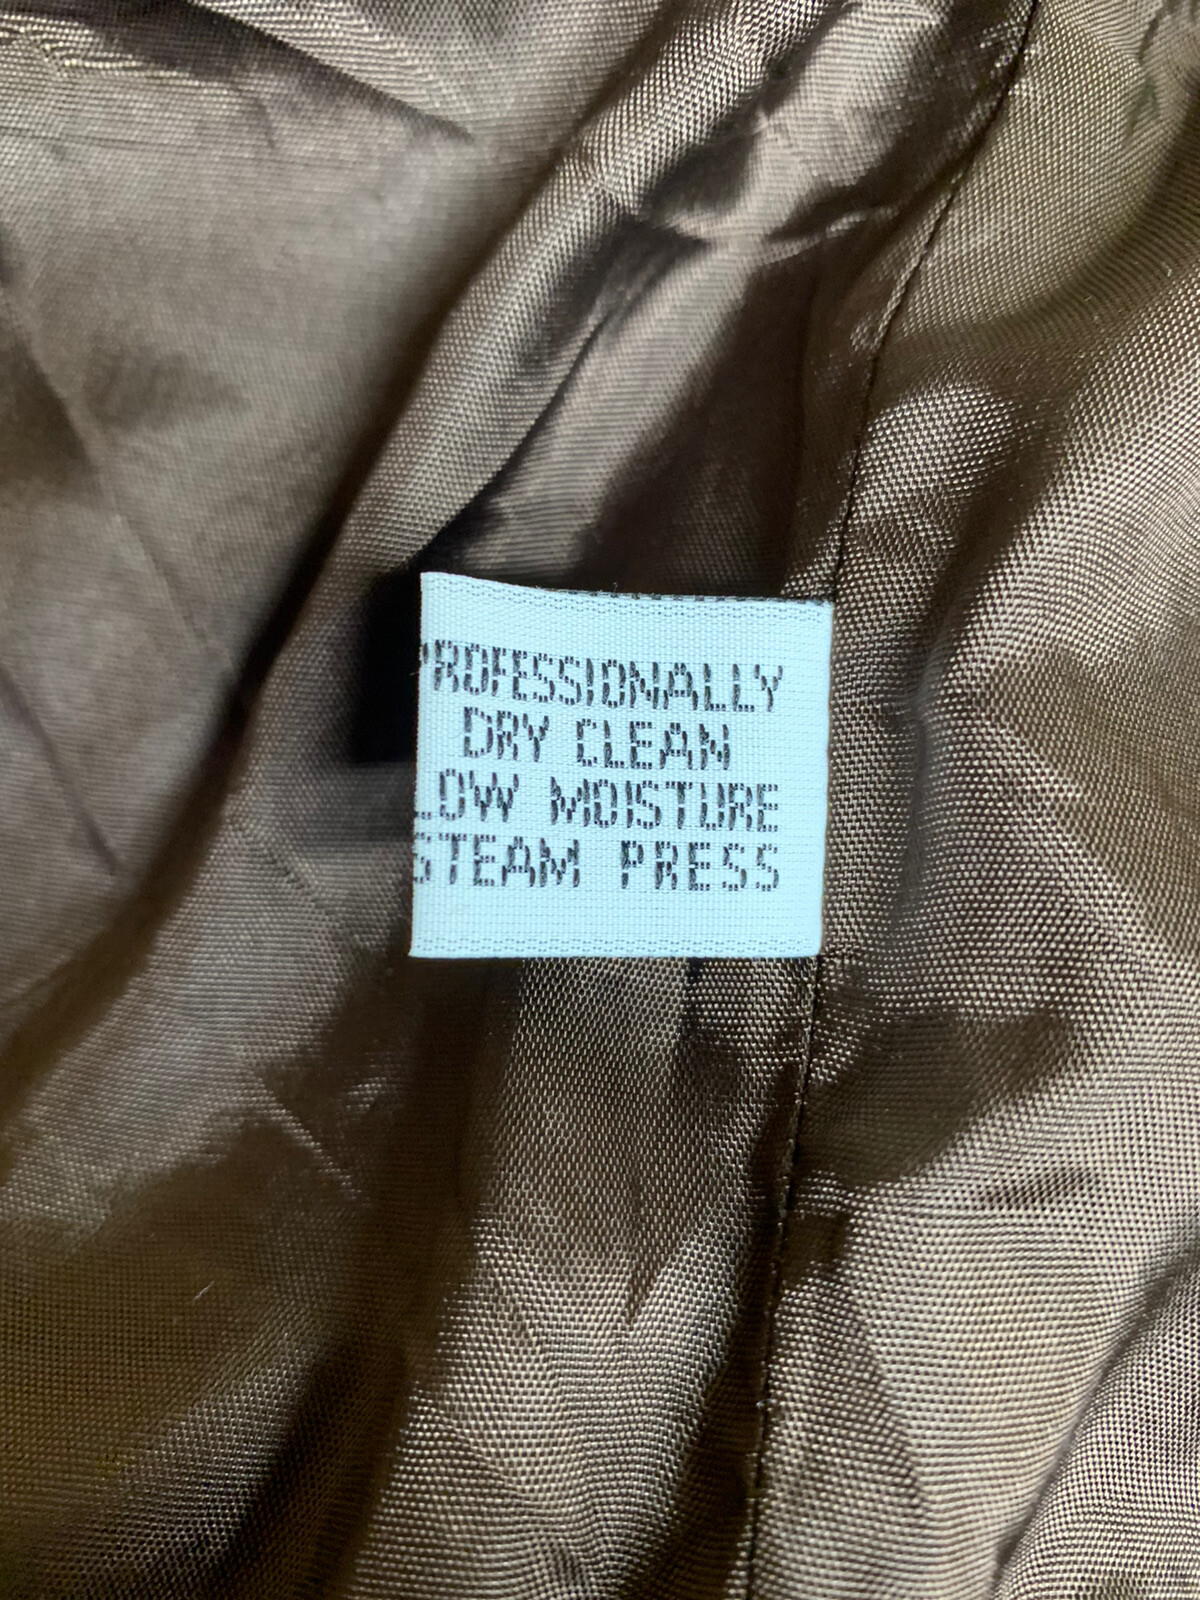 PROFESSIONALLY
DRY CLEAN
LOW MOISTURE
STEAM PRESS